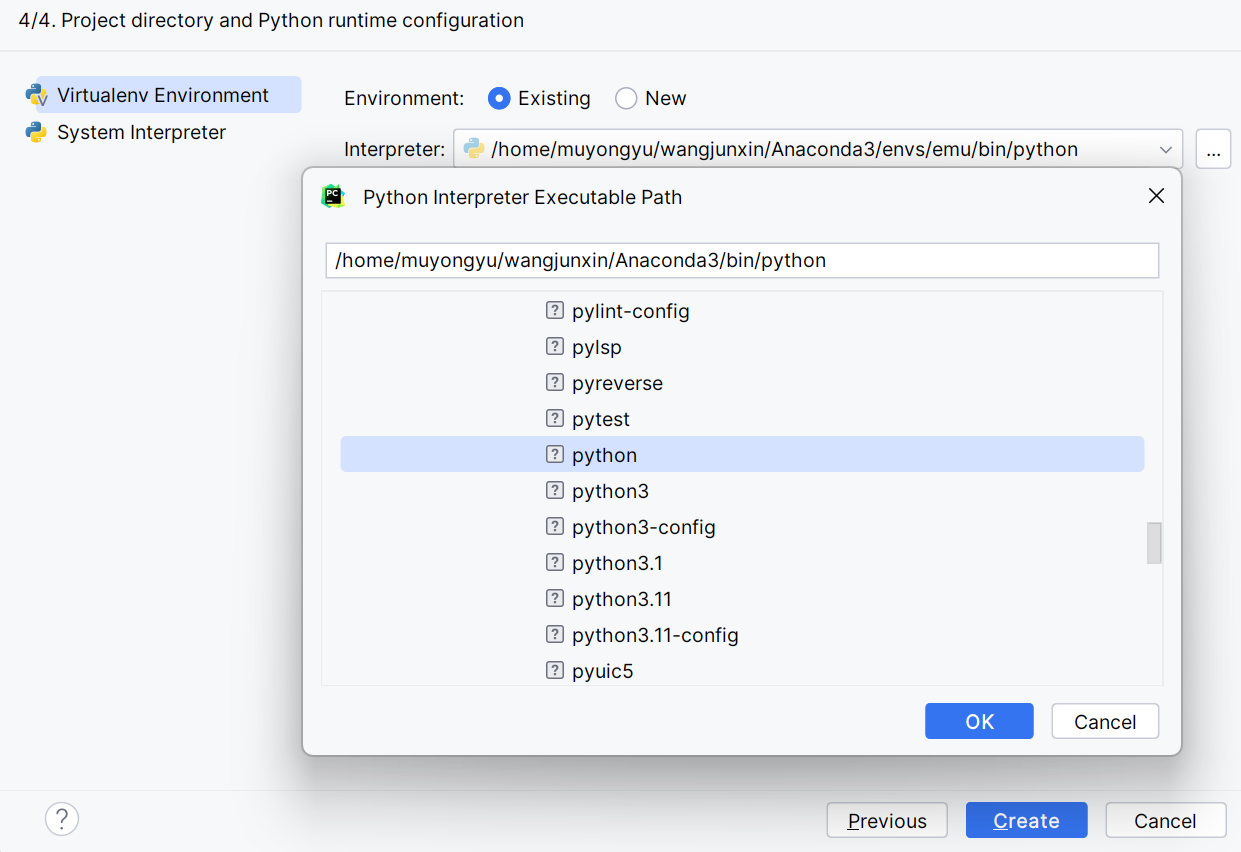 4/4. Project directory and Python runtime configuration
Virtualenv Environment
System Interpreter
Environment: Existing New
Interpreter: /home/muyongyu/wangjunxin/Anaconda3/envs/emu/bin/python ...
PC Python Interpreter Executable Path
/home/muyongyu/wangjunxin/Anaconda3/bin/python
? pylint-config
? pylsp
? pyreverse
? pytest
? python
? python3
? python3-config
? python3.1
? python3.11
? python3.11-config
? pyuic5
OK Cancel
? Previous Create Cancel